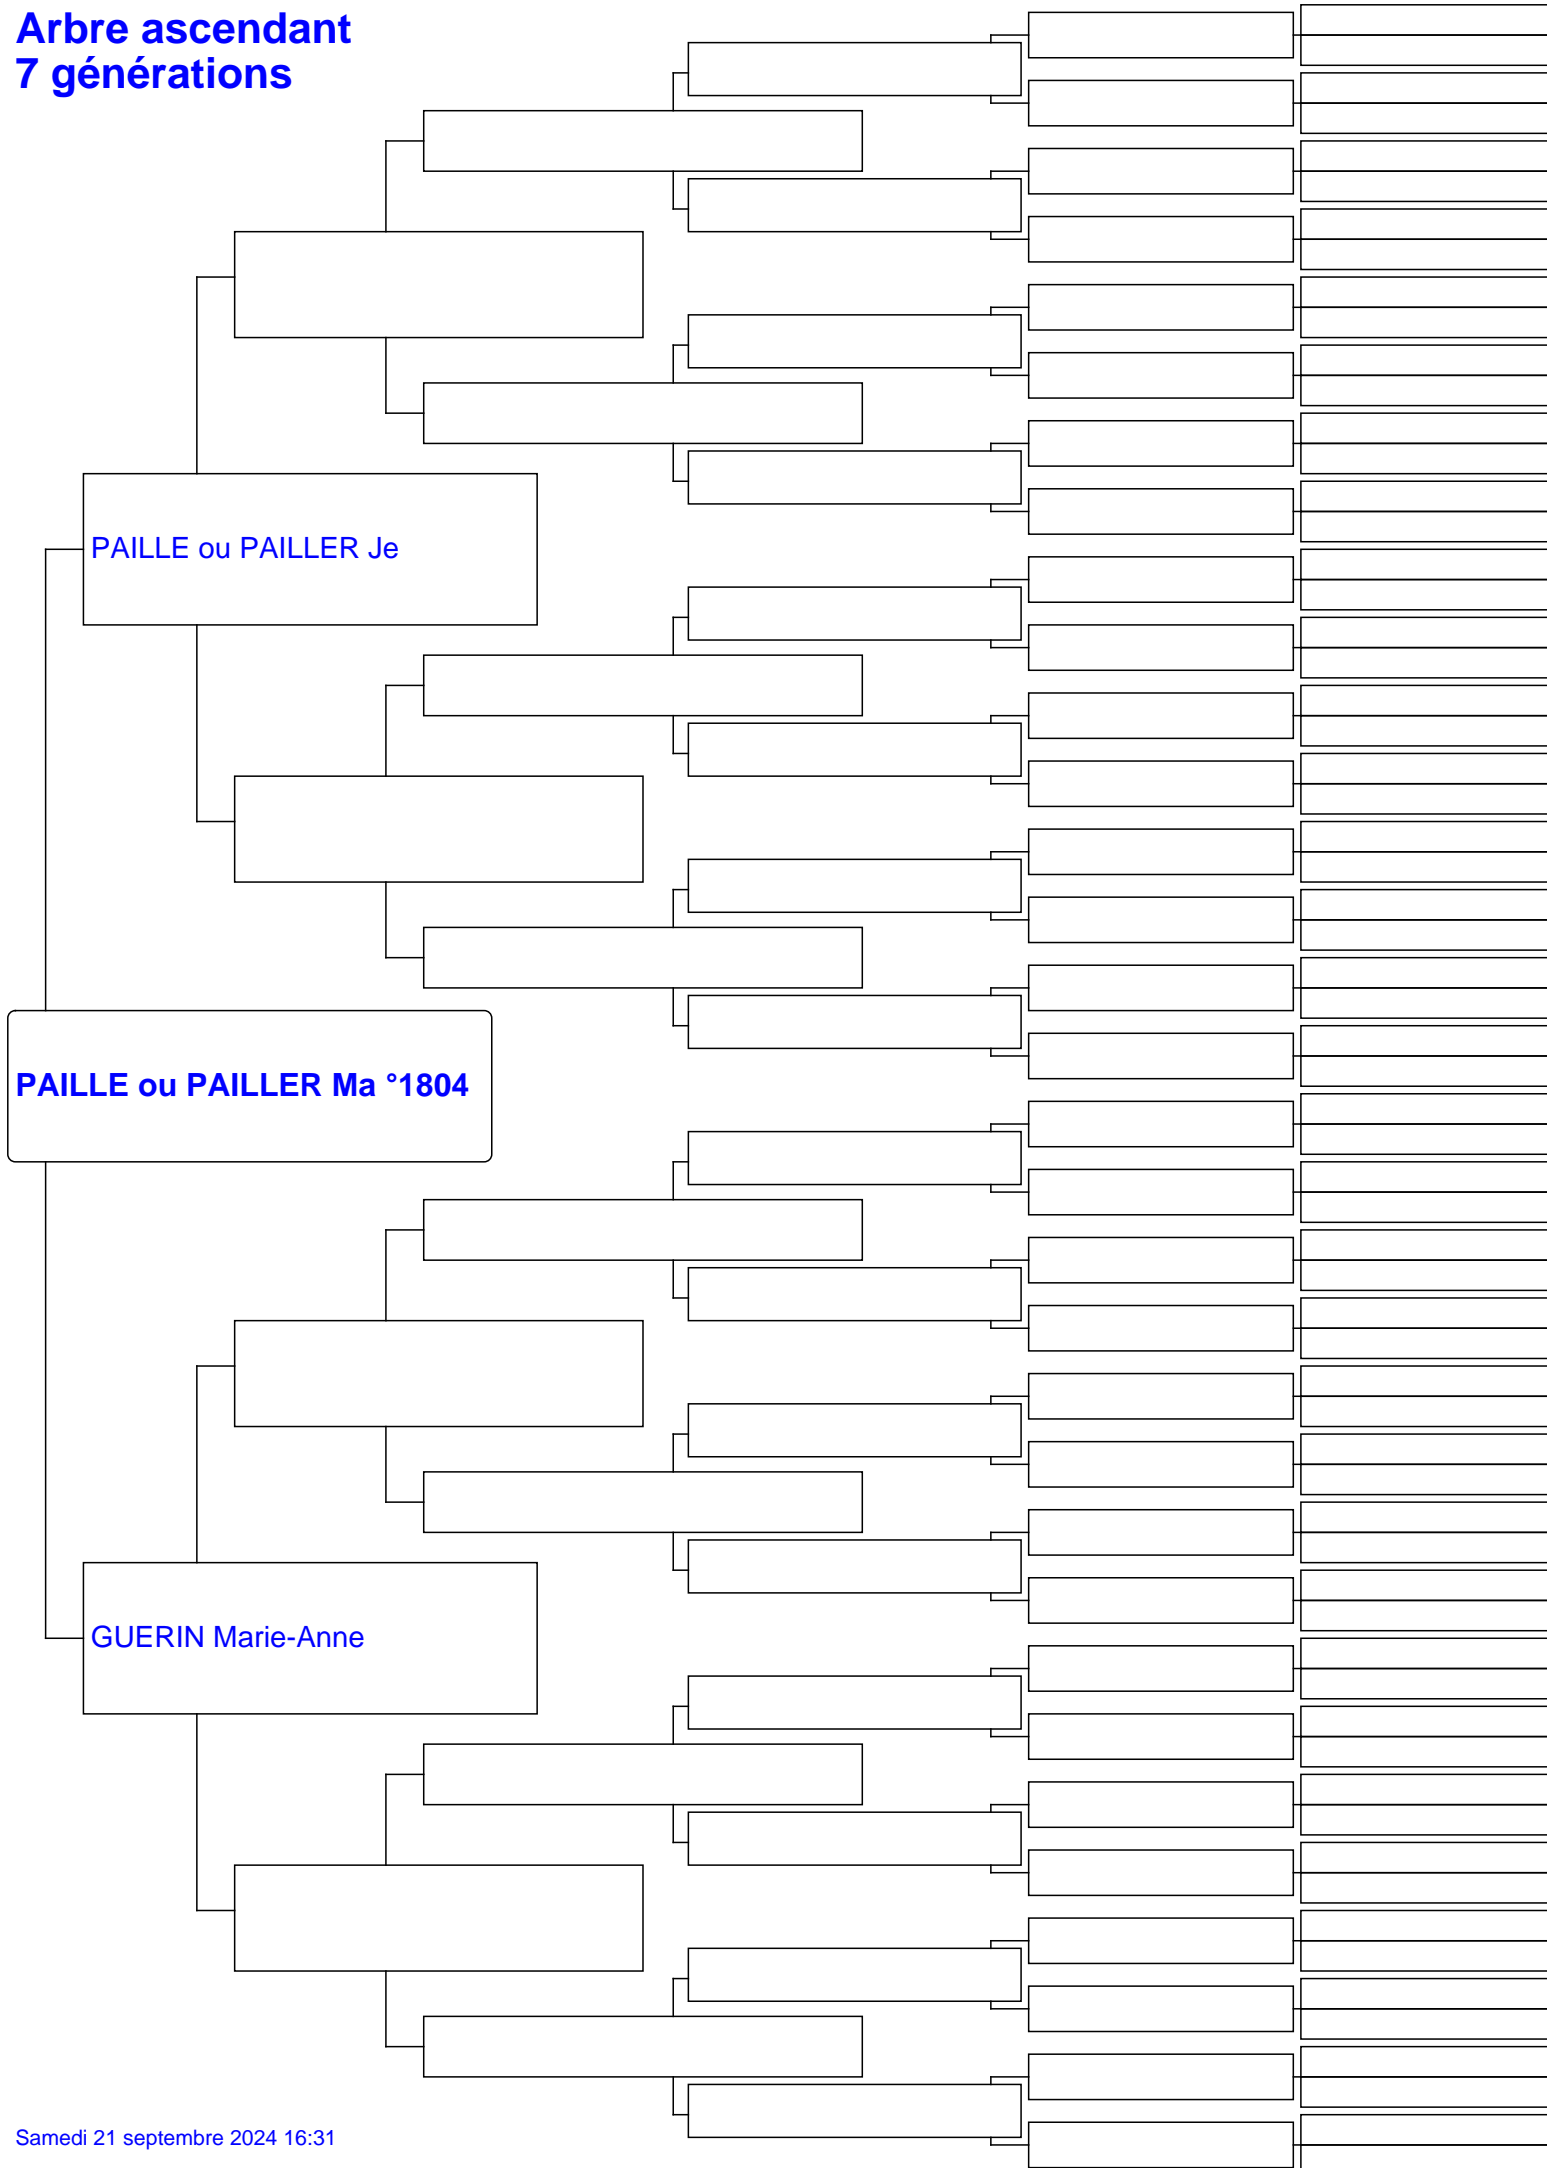 Arbre ascendant
7 générations
PAILLE ou PAILLER Je
PAILLE ou PAILLER Ma °1804
GUERIN Marie-Anne
Samedi 21 septembre 2024 16:31